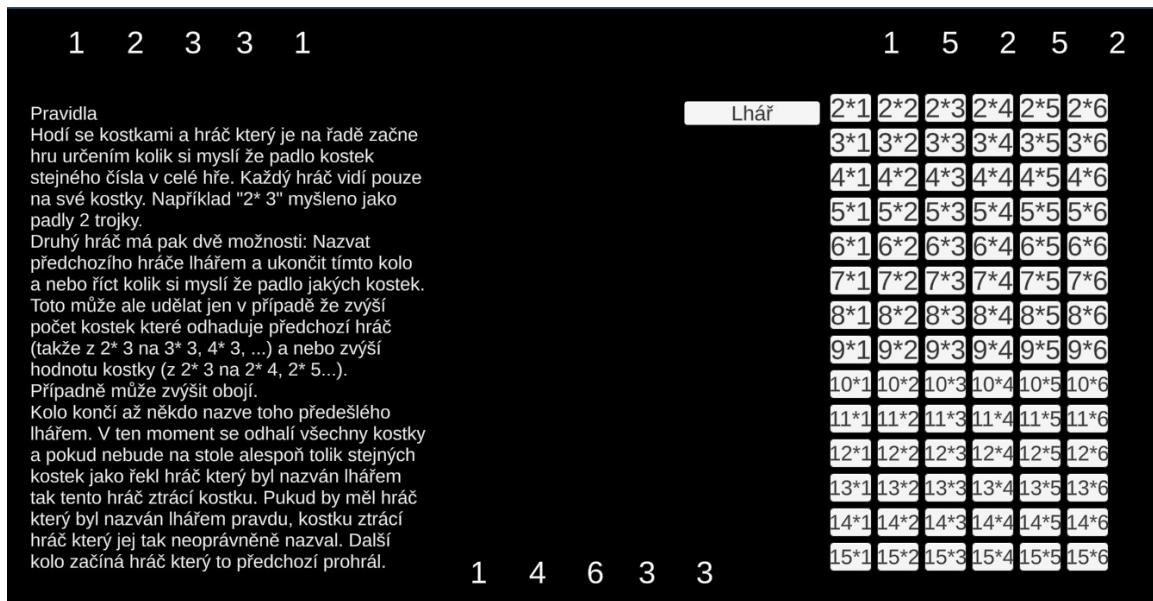 1 2 3 3 1
1 5 2 5 2
Pravidla
Hodí se kostkami a hráč který je na řadě začne
hru určením kolik si myslí že padlo kostek
stejného čísla v celé hře. Každý hráč vidí pouze
na své kostky. Například "2* 3" myšleno jako
padly 2 trojky.
Druhý hráč má pak dvě možnosti: Nazvat
předchozího hráče lhářem a ukončit tímto kolo
a nebo říct kolik si myslí že padlo jakých kostek.
Toto může ale udělat jen v případě že zvýší
počet kostek které odhaduje předchozí hráč
(takže z 2* 3 na 3* 3, 4* 3, ...) a nebo zvýší
hodnotu kostky (z 2* 3 na 2* 4, 2* 5...).
Případně může zvýšit obojí.
Kolo končí až někdo nazve toho předešlého
lhářem. V ten moment se odhalí všechny kostky
a pokud nebude na stole alespoň tolik stejných
kostek jako řekl hráč který byl nazván lhářem
tak tento hráč ztrácí kostku. Pukud by měl hráč
který byl nazván lhářem pravdu, kostku ztrácí
hráč který jej tak neoprávněně nazval. Další
kolo začíná hráč který to předchozí prohrál.
Lhář
2*1 2*2 2*3 2*4 2*5 2*6
3*1 3*2 3*3 3*4 3*5 3*6
4*1 4*2 4*3 4*4 4*5 4*6
5*1 5*2 5*3 5*4 5*5 5*6
6*1 6*2 6*3 6*4 6*5 6*6
7*1 7*2 7*3 7*4 7*5 7*6
8*1 8*2 8*3 8*4 8*5 8*6
9*1 9*2 9*3 9*4 9*5 9*6
10*1 10*2 10*3 10*4 10*5 10*6
11*1 11*2 11*3 11*4 11*5 11*6
12*1 12*2 12*3 12*4 12*5 12*6
13*1 13*2 13*3 13*4 13*5 13*6
14*1 14*2 14*3 14*4 14*5 14*6
15*1 15*2 15*3 15*4 15*5 15*6
1 4 6 3 3